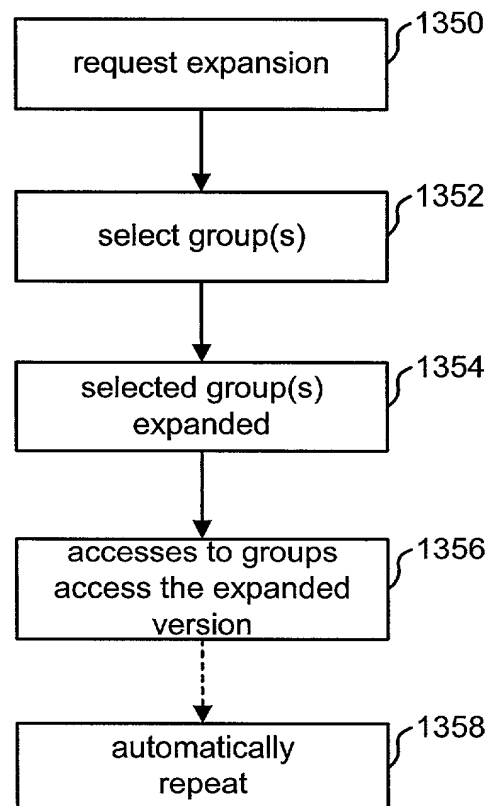 1350
request expansion
1352
select group(s)
1354
selected group(s)
expanded
1356
accesses to groups
access the expanded
version
1358
automatically
repeat